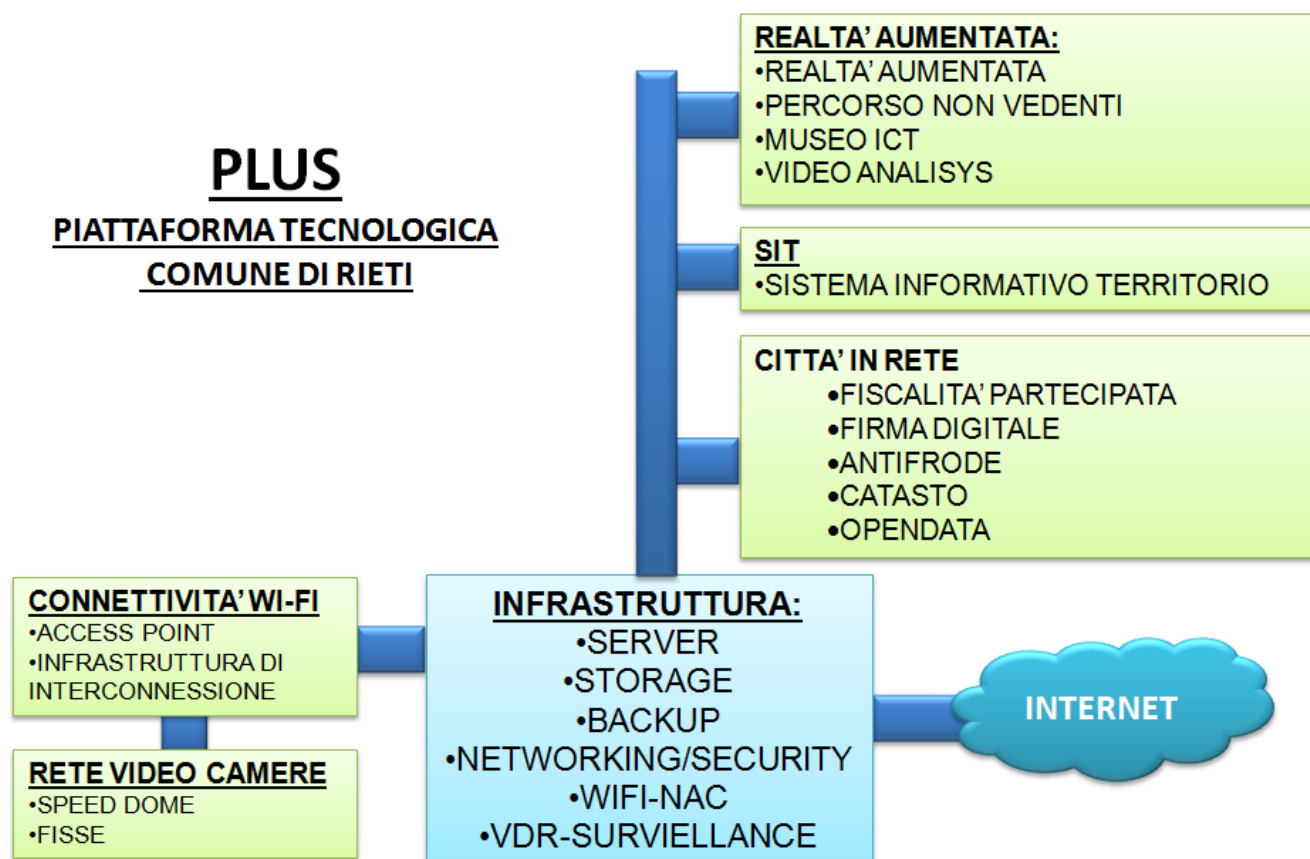 PLUS
PIATTAFORMA TECNOLOGICA
COMUNE DI RIETI
REALTA' AUMENTATA:
•REALTA' AUMENTATA
•PERCORSO NON VEDENTI
•MUSEO ICT
•VIDEO ANALISYS
SIT
•SISTEMA INFORMATIVO TERRITORIO
CITTA' IN RETE
•FISCALITA' PARTECIPATA
•FIRMA DIGITALE
•ANTIFRODE
•CATASTO
•OPENDATA
CONNETTIVITA' WI-FI
•ACCESS POINT
•INFRASTRUTTURA DI
INTERCONNESSIONE
RETE VIDEO CAMERE
•SPEED DOME
•FISSE
INFRASTRUTTURA:
•SERVER
•STORAGE
•BACKUP
•NETWORKING/SECURITY
•WIFI-NAC
•VDR-SURVIELLANCE
INTERNET